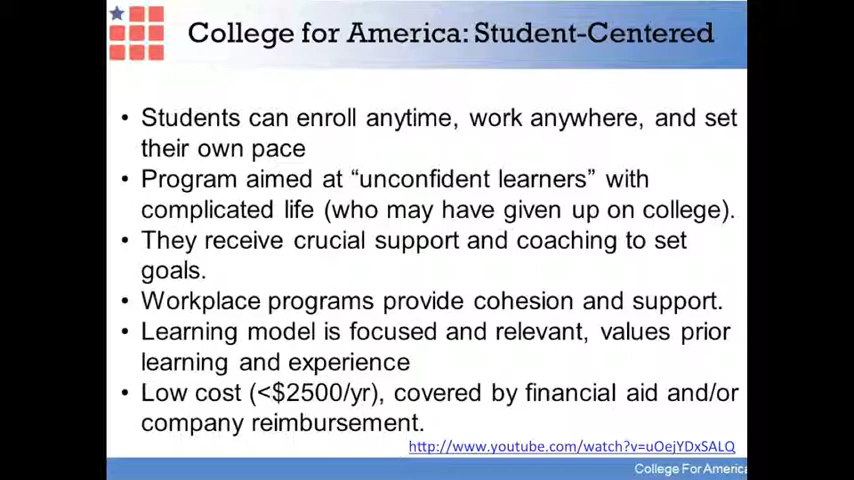 College for America: Student-Centered
• Students can enroll anytime, work anywhere, and set
their own pace
• Program aimed at “unconfident learners” with
complicated life (who may have given up on college).
• They receive crucial support and coaching to set
goals.
• Workplace programs provide cohesion and support.
• Learning model is focused and relevant, values prior
learning and experience
• Low cost (<$2500/yr), covered by financial aid and/or
company reimbursement.
http://www.youtube.com/watch?v=uOejYDxSALQ
College For America